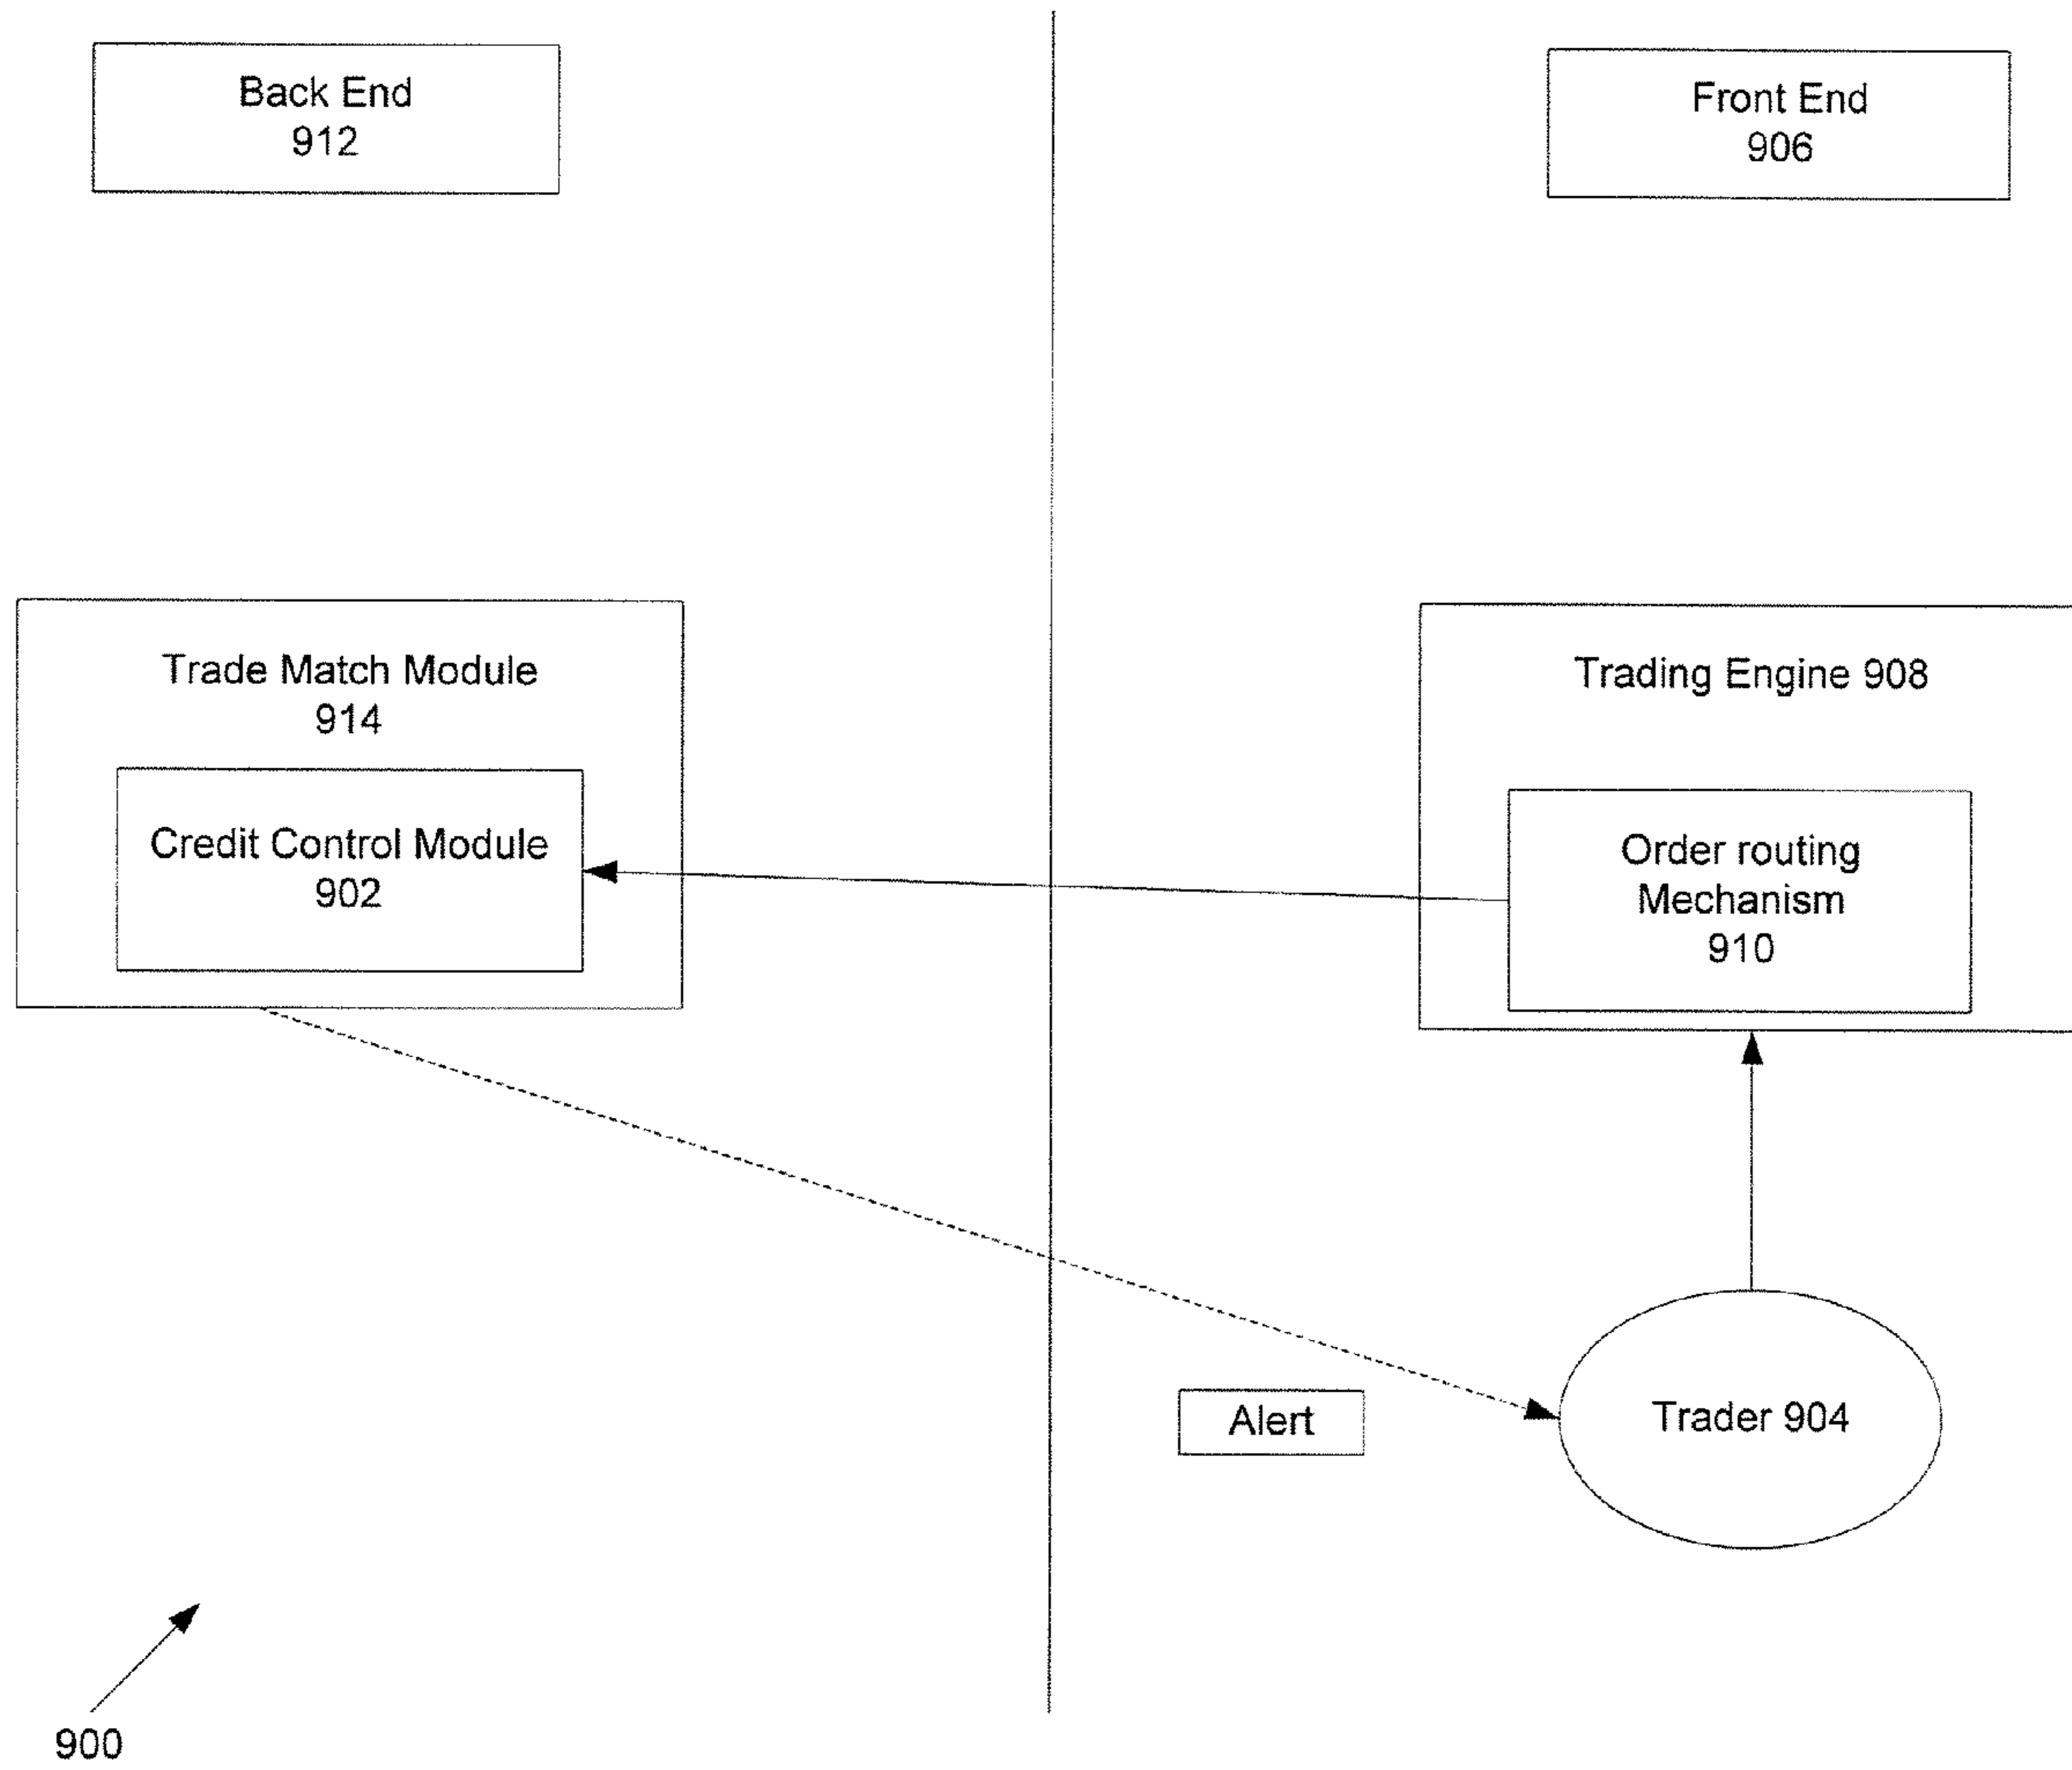 Back End
912
Front End
906
Trade Match Module
914
Credit Control Module
902
Trading Engine 908
Order routing
Mechanism
910
Alert
Trader 904
900